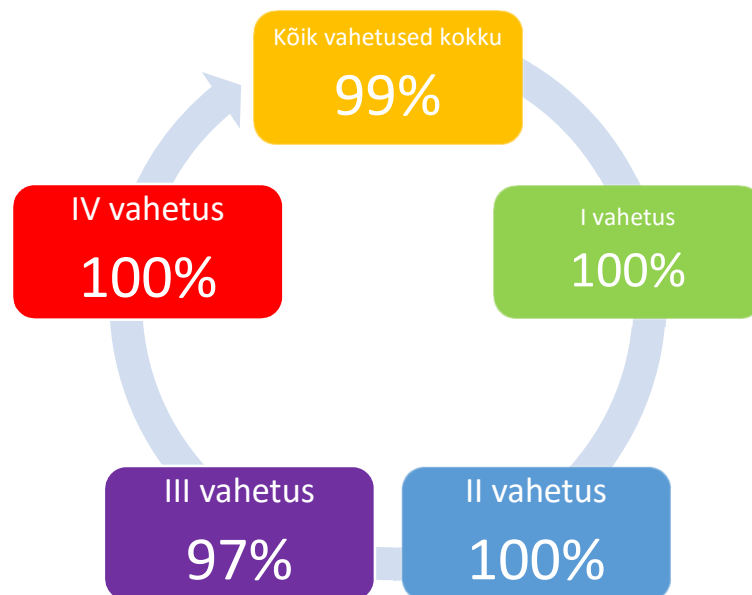 Kõik vahetused kokku
99%
I vahetus
100%
II vahetus
100%
III vahetus
97%
IV vahetus
100%